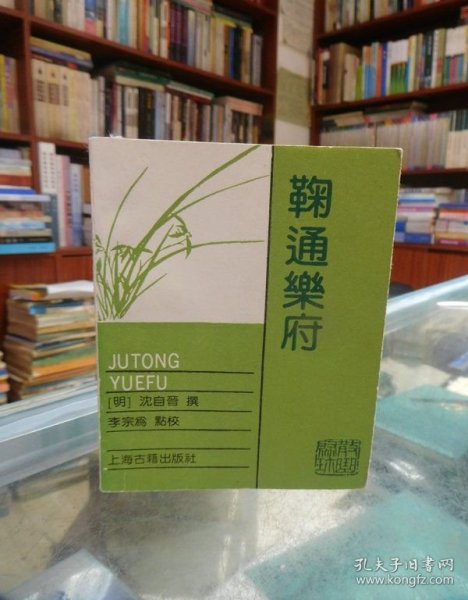 鞠通樂府
JUTONG
YUEFU
[明] 沈自晉 撰
李宗爲 點校
上海古籍出版社
孔夫子旧书网
www.kongfz.com